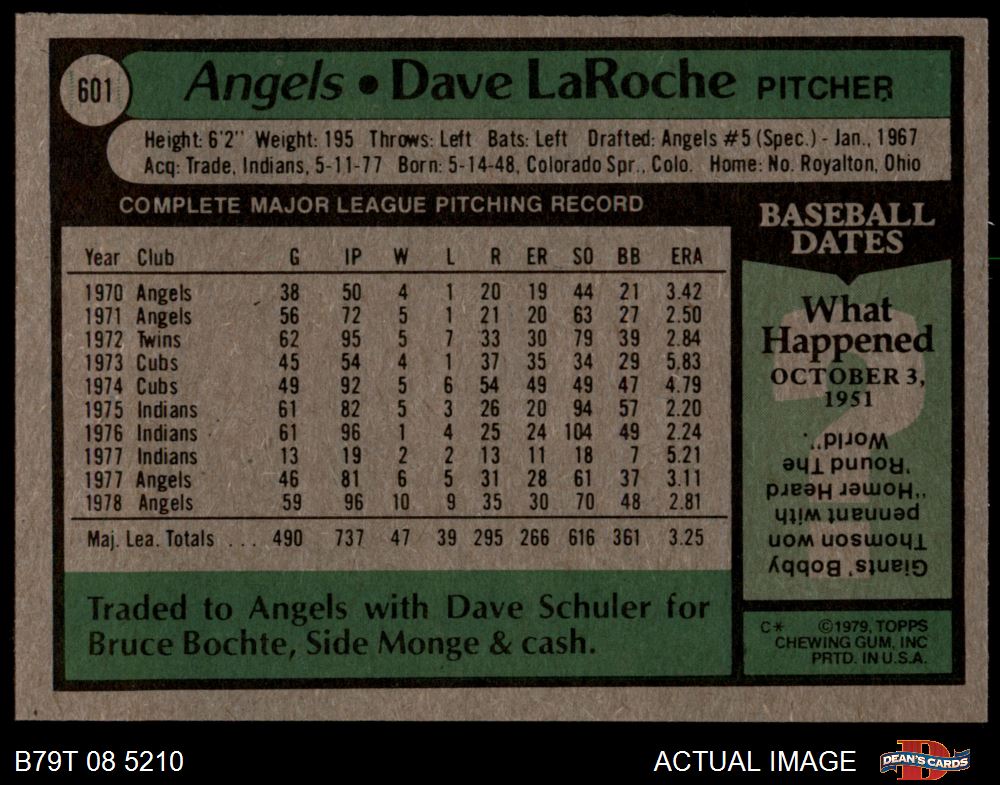 601
Angels • Dave LaRoche PITCHER
Height: 6'2" Weight: 195 Throws: Left Bats: Left Drafted: Angels #5 (Spec.) - Jan., 1967
Acq: Trade, Indians, 5-11-77 Born: 5-14-48, Colorado Spr., Colo. Home: No. Royalton, Ohio
COMPLETE MAJOR LEAGUE PITCHING RECORD
Year Club G IP W L R ER SO BB ERA
1970 Angels 38 50 4 1 20 19 44 21 3.42
1971 Angels 56 72 5 1 21 20 63 27 2.50
1972 Twins 62 95 5 7 33 30 79 39 2.84
1973 Cubs 45 54 4 1 37 35 34 29 5.83
1974 Cubs 49 92 5 6 54 49 49 47 4.79
1975 Indians 61 82 5 3 26 20 94 57 2.20
1976 Indians 61 96 1 4 25 24 104 49 2.24
1977 Indians 13 19 2 2 13 11 18 7 5.21
1977 Angels 46 81 6 5 31 28 61 37 3.11
1978 Angels 59 96 10 9 35 30 70 48 2.81
Maj. Lea. Totals . . . 490 737 47 39 295 266 616 361 3.25
Traded to Angels with Dave Schuler for
Bruce Bochte, Side Monge & cash.
BASEBALL
DATES
What
Happened
OCTOBER 3,
1951
Giants' Bobby
Thomson won
pennant with
"Homer Heard
'Round The
World".
C* ©1979, TOPPS
CHEWING GUM, INC
PRTD. IN U.S.A.
B79T 08 5210
ACTUAL IMAGE
DEAN'S CARDS